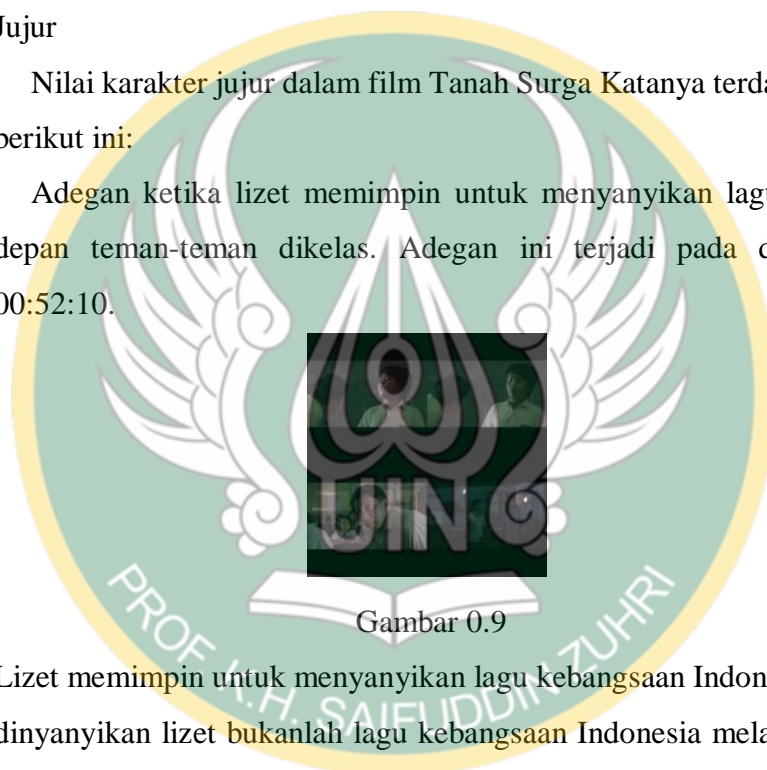 Jujur
Nilai karakter jujur dalam film Tanah Surga Katanya terda
berikut ini:
Adegan ketika lizet memimpin untuk menyanyikan lagu
depan teman-teman dikelas. Adegan ini terjadi pada d
00:52:10.
UIN
Gambar 0.9
PROF. K.H. SAIFUDDIN ZUHRI
Lizet memimpin untuk menyanyikan lagu kebangsaan Indon
dinyanyikan lizet bukanlah lagu kebangsaan Indonesia mela